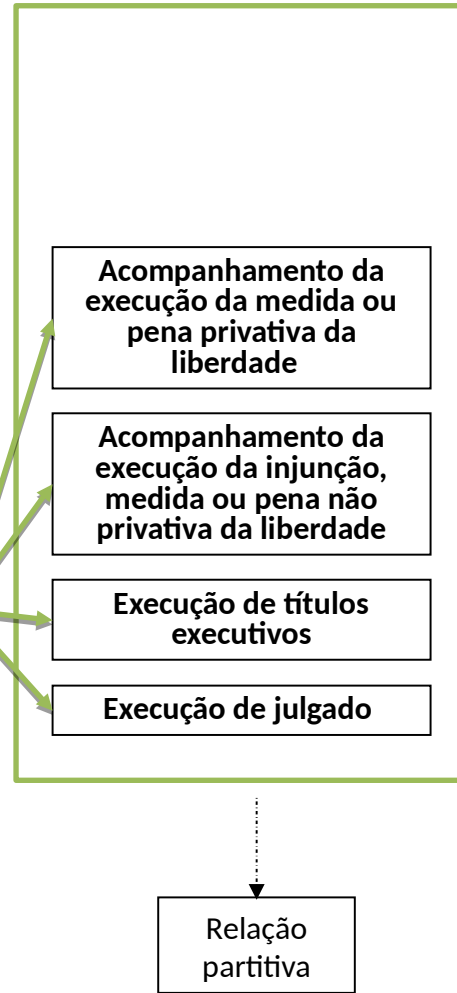 Acompanhamento da
execução da medida ou
pena privativa da
liberdade
Acompanhamento da
execução da injunção,
medida ou pena não
privativa da liberdade
Execução de títulos
executivos
Execução de julgado
Relação
partitiva